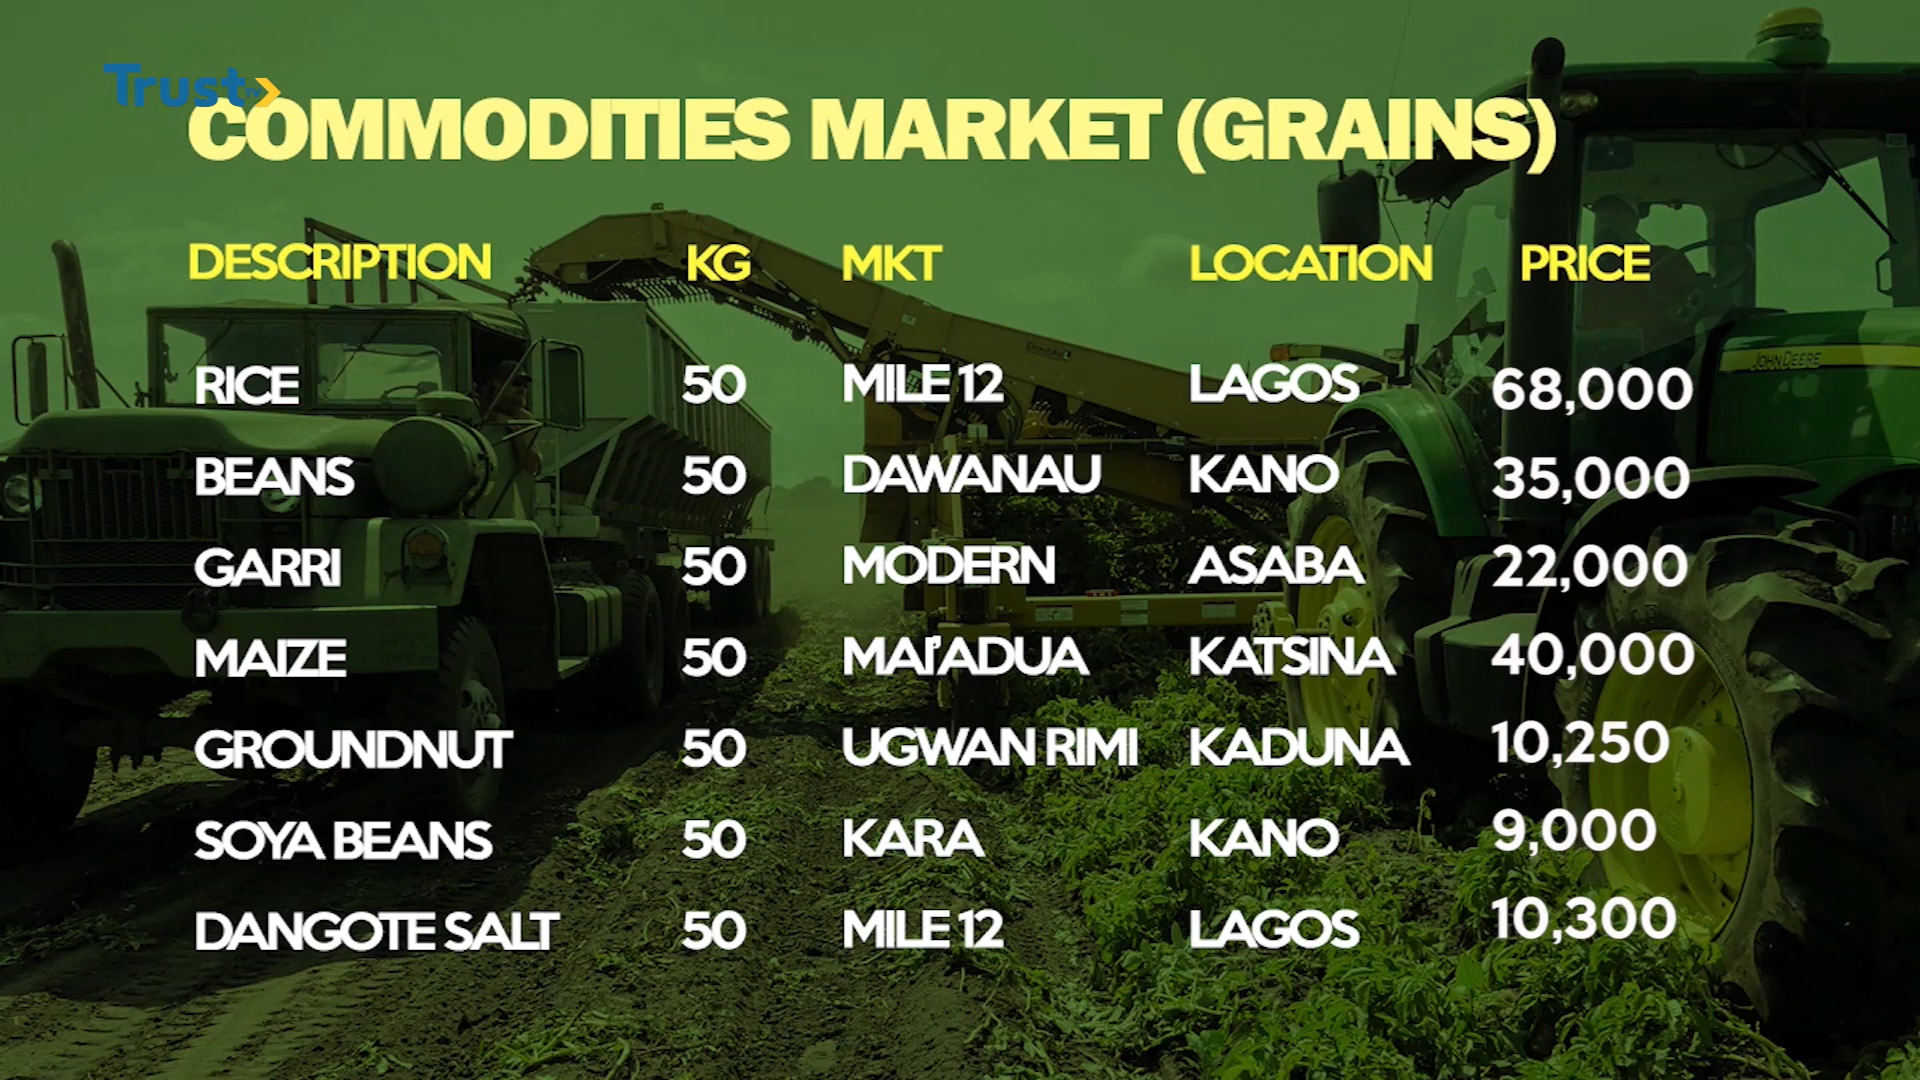 Trust TV
COMMODITIES MARKET (GRAINS)
DESCRIPTION KG MKT LOCATION PRICE
RICE 50 MILE 12 LAGOS 68,000
BEANS 50 DAWANAU KANO 35,000
GARRI 50 MODERN ASABA 22,000
MAIZE 50 MAI'ADUA KATSINA 40,000
GROUNDNUT 50 UGWAN RIMI KADUNA 10,250
SOYA BEANS 50 KARA KANO 9,000
DANGOTE SALT 50 MILE 12 LAGOS 10,300
JOHN DEERE